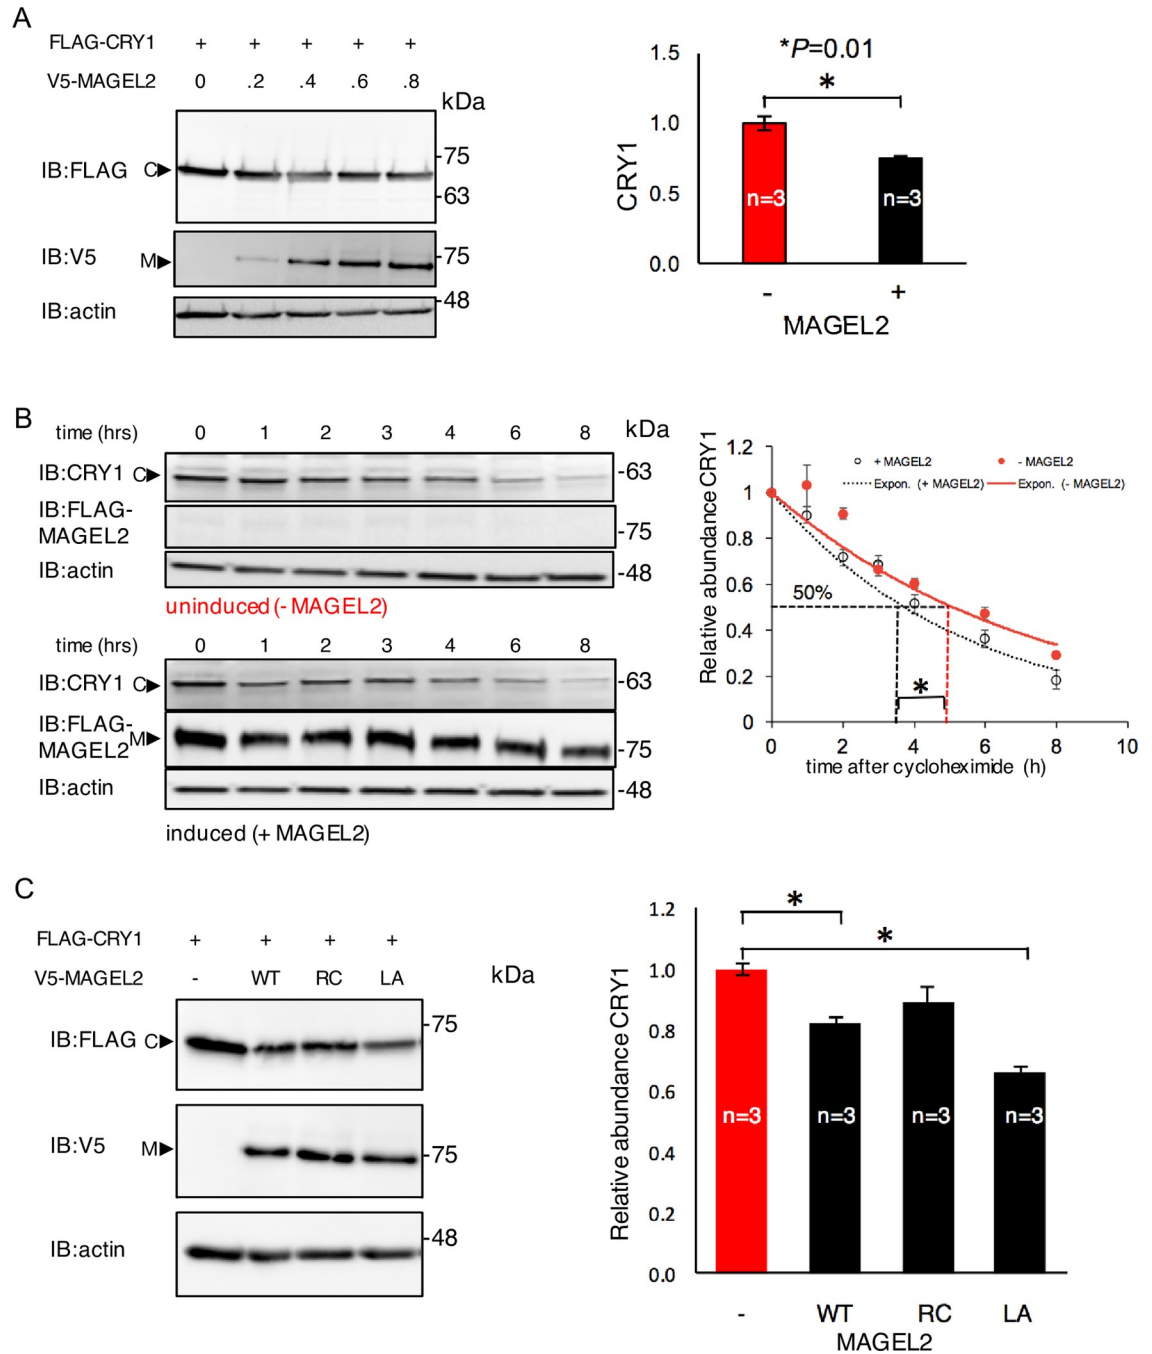 A
FLAG-CRY1 + + + + +
V5-MAGEL2 0 .2 .4 .6 .8
kDa
IB:FLAG C
-75
-63
IB:V5 M
-75
IB:actin
-48
*P=0.01
*
1.5
1.0
0.5
0.0
CRY1
n=3 n=3
- +
MAGEL2
B
time (hrs) 0 1 2 3 4 6 8 kDa
IB:CRY1 C
-63
IB:FLAG-
MAGEL2
-75
IB:actin
-48
uninduced (- MAGEL2)
time (hrs) 0 1 2 3 4 6 8
IB:CRY1 C
-63
IB:FLAG-
MAGEL2 M
-75
IB:actin
-48
induced (+ MAGEL2)
Relative abundance CRY1
1.2
1
0.8
0.6
0.4
0.2
0
+ MAGEL2 - MAGEL2
Expon. (+ MAGEL2) Expon. (- MAGEL2)
50%
*
0 2 4 6 8 10
time after cycloheximide (h)
C
FLAG-CRY1 + + + +
V5-MAGEL2 - WT RC LA
kDa
IB:FLAG C
-75
IB:V5 M
-75
IB:actin
-48
Relative abundance CRY1
1.2
1.0
0.8
0.6
0.4
0.2
0.0
*
*
n=3 n=3 n=3 n=3
- WT RC LA
MAGEL2